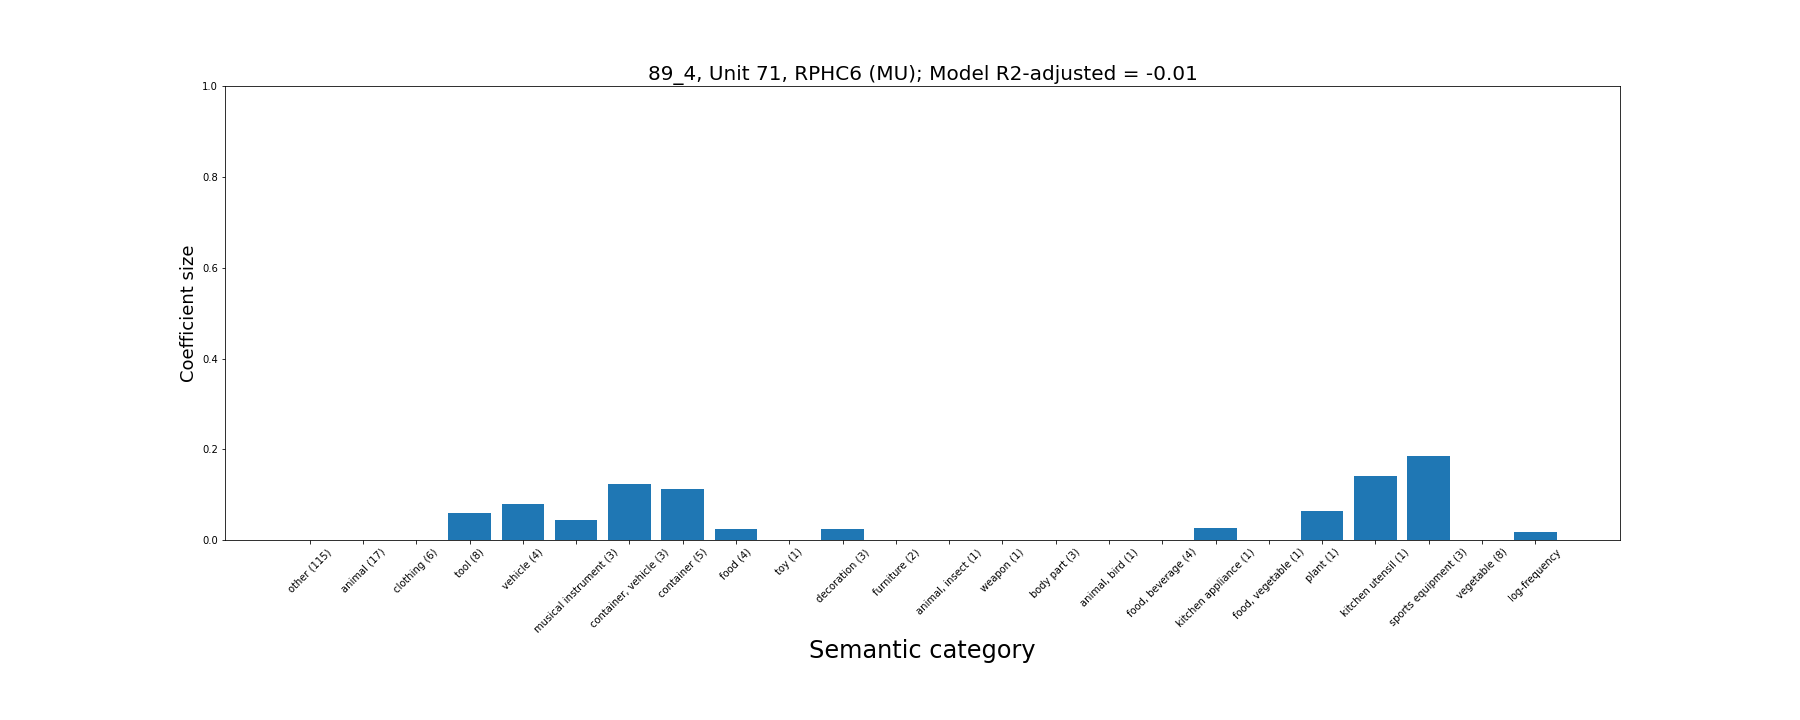 89_4, Unit 71, RPHC6 (MU); Model R2-adjusted = -0.01
1.0
0.8
0.6
0.4
0.2
0.0
Coefficient size
other (115)
animal (17)
clothing (6)
tool (8)
vehicle (4)
musical instrument (3)
container, vehicle (3)
container (5)
food (4)
toy (1)
decoration (3)
furniture (2)
animal, insect (1)
weapon (1)
body part (3)
animal, bird (1)
food, beverage (4)
kitchen appliance (1)
food, vegetable (1)
plant (1)
kitchen utensil (1)
sports equipment (3)
vegetable (8)
log-frequency
Semantic category